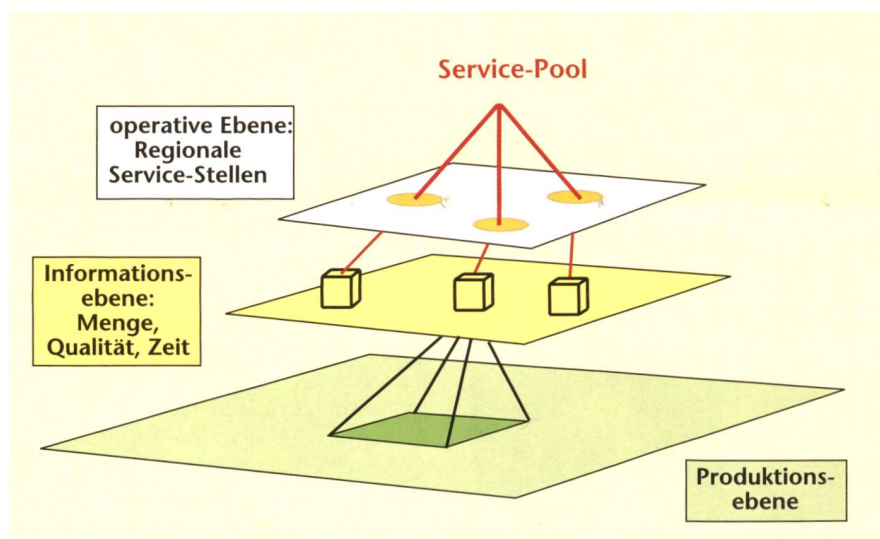 Service-Pool
operative Ebene:
Regionale
Service-Stellen
Informations-
ebene:
Menge,
Qualität, Zeit
Produktions-
ebene